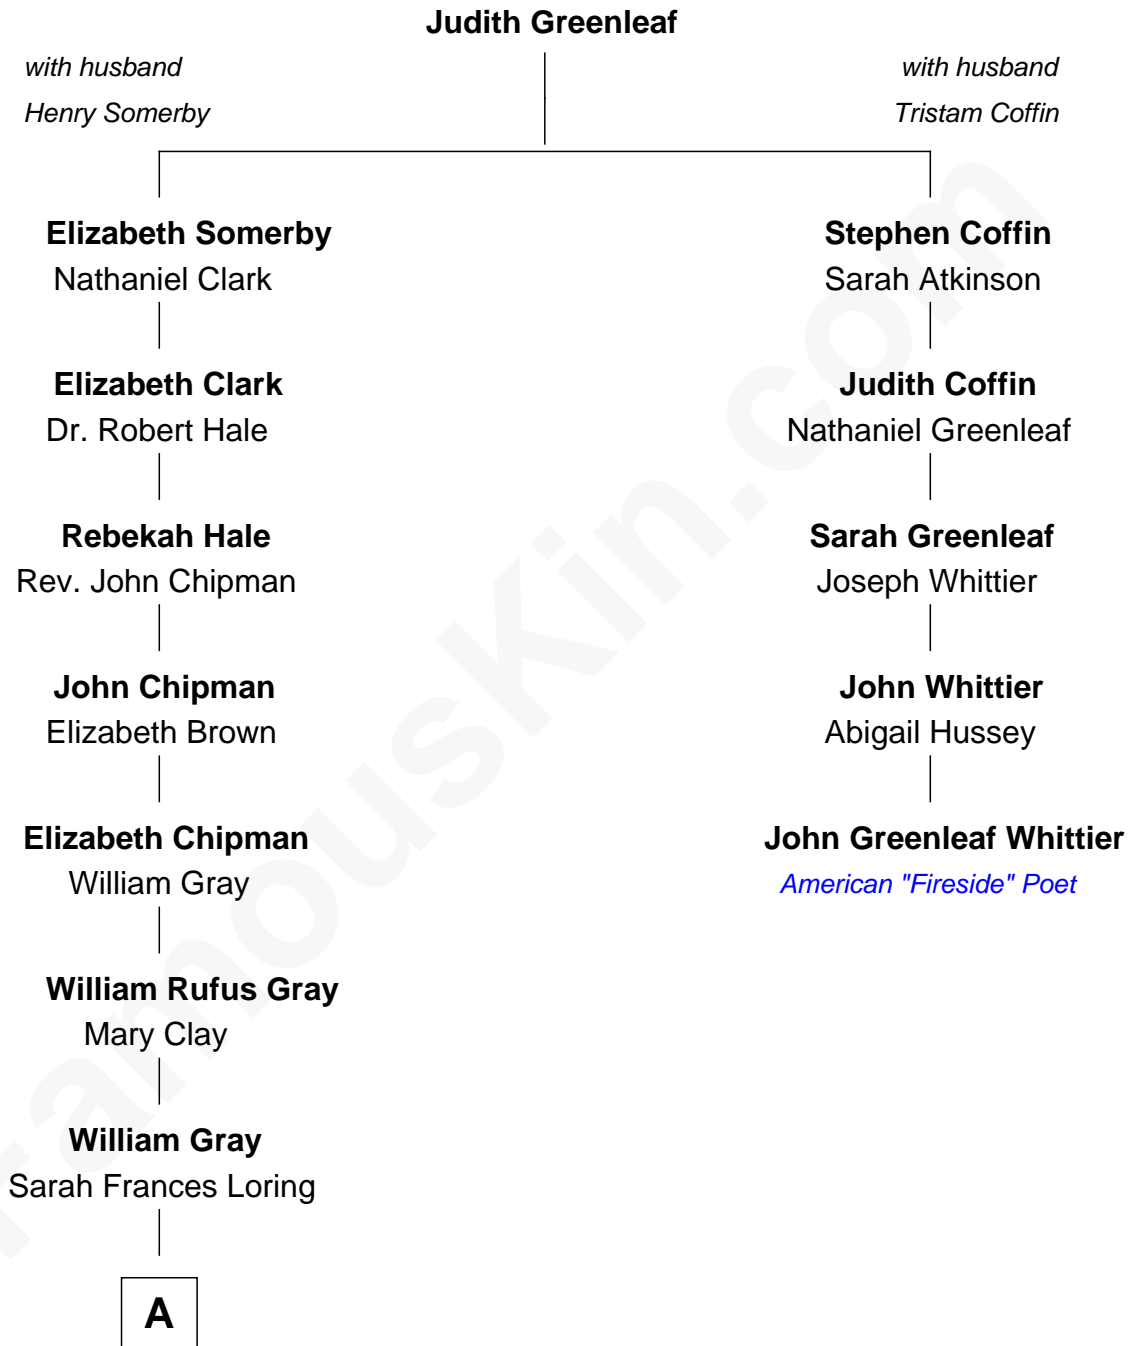 Judith Greenleaf
with husband
Henry Somerby
with husband
Tristam Coffin
Elizabeth Somerby
Nathaniel Clark
Stephen Coffin
Sarah Atkinson
Elizabeth Clark
Dr. Robert Hale
Judith Coffin
Nathaniel Greenleaf
Rebekah Hale
Rev. John Chipman
Sarah Greenleaf
Joseph Whittier
John Chipman
Elizabeth Brown
John Whittier
Abigail Hussey
Elizabeth Chipman
William Gray
John Greenleaf Whittier
American "Fireside" Poet
William Rufus Gray
Mary Clay
William Gray
Sarah Frances Loring
A
famouskin.com